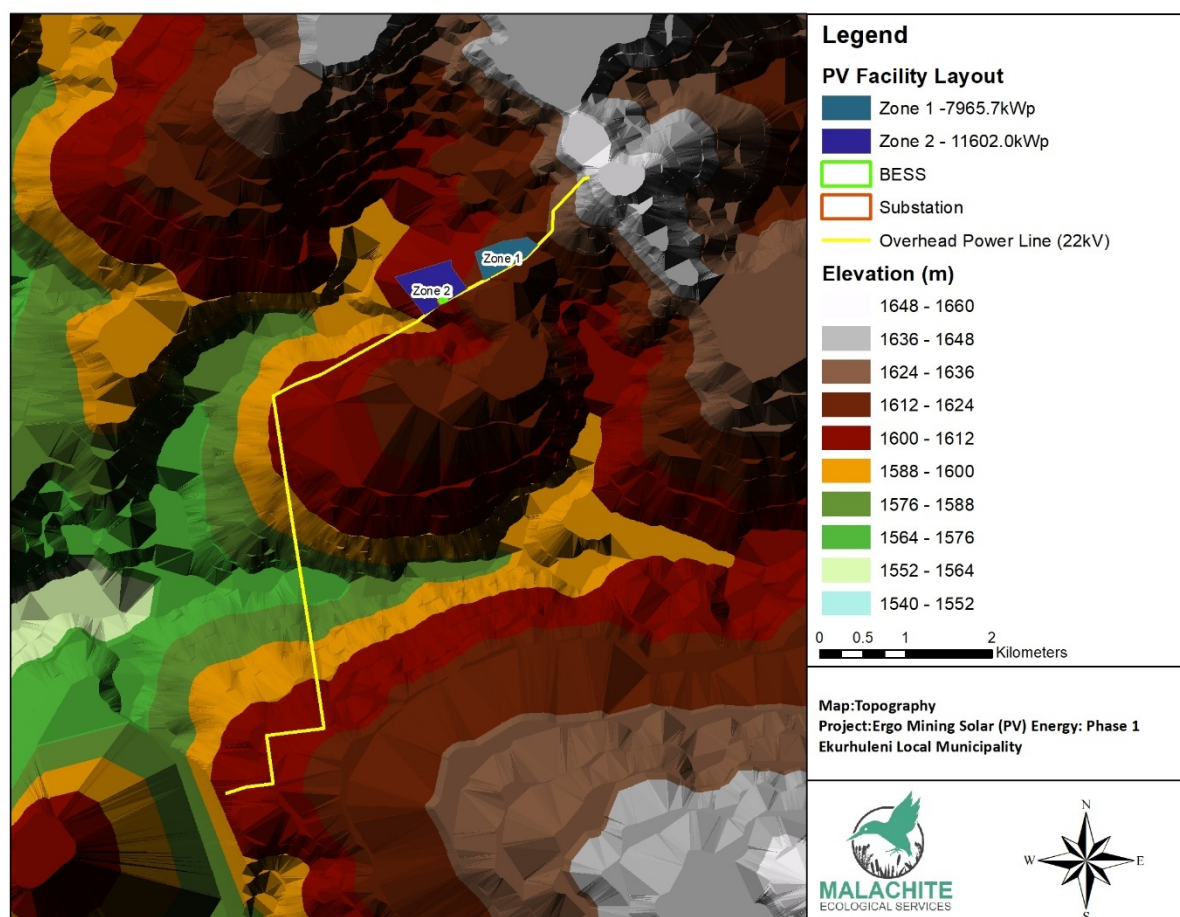 Zone 1
Zone 2
Legend
PV Facility Layout
Zone 1 -7965.7kWp
Zone 2 - 11602.0kWp
BESS
Substation
Overhead Power Line (22kV)
Elevation (m)
1648 - 1660
1636 - 1648
1624 - 1636
1612 - 1624
1600 - 1612
1588 - 1600
1576 - 1588
1564 - 1576
1552 - 1564
1540 - 1552
0 0.5 1 2
Kilometers
Map:Topography
Project:Ergo Mining Solar (PV) Energy: Phase 1
Ekurhuleni Local Municipality
MALACHITE
ECOLOGICAL SERVICES
N
W E
S